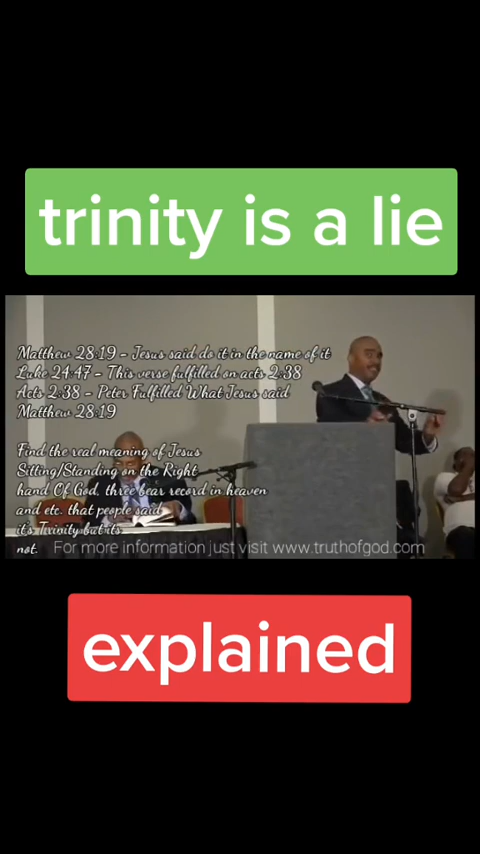 trinity is a lie
Matthew 28:19 - Jesus said do it in the name of it
Luke 24:47 - This verse fulfilled on acts 2:38
Acts 2:38 - Peter Fulfilled What Jesus said
Matthew 28:19
Find the real meaning of Jesus
Sitting/Standing on the Right
hand Of God, three bear record in heaven
and etc. that people said
it's Trinity but its
not.
For more information just visit www.truthofgod.com
explained